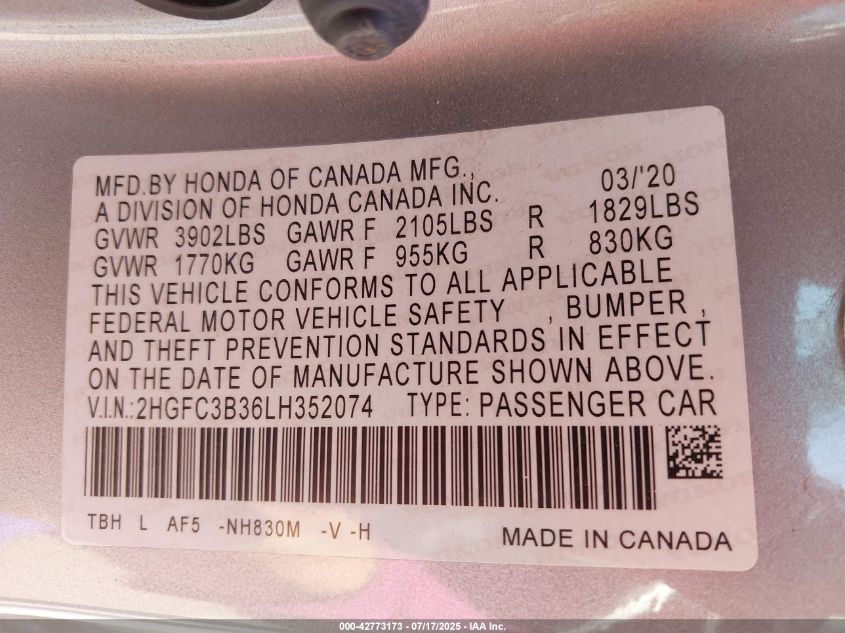 MFD.BY HONDA OF CANADA MFG., 03/'20
A DIVISION OF HONDA CANADA INC.
GVWR 3902LBS GAWR F 2105LBS R 1829LBS
GVWR 1770KG GAWR F 955KG R 830KG
THIS VEHICLE CONFORMS TO ALL APPLICABLE
FEDERAL MOTOR VEHICLE SAFETY , BUMPER ,
AND THEFT PREVENTION STANDARDS IN EFFECT
ON THE DATE OF MANUFACTURE SHOWN ABOVE.
V.I.N.:2HGFC3B36LH352074 TYPE: PASSENGER CAR
TBH L AF5 -NH830M -V -H
MADE IN CANADA
000-42773173 — 07/17/2025 — IAA Inc.